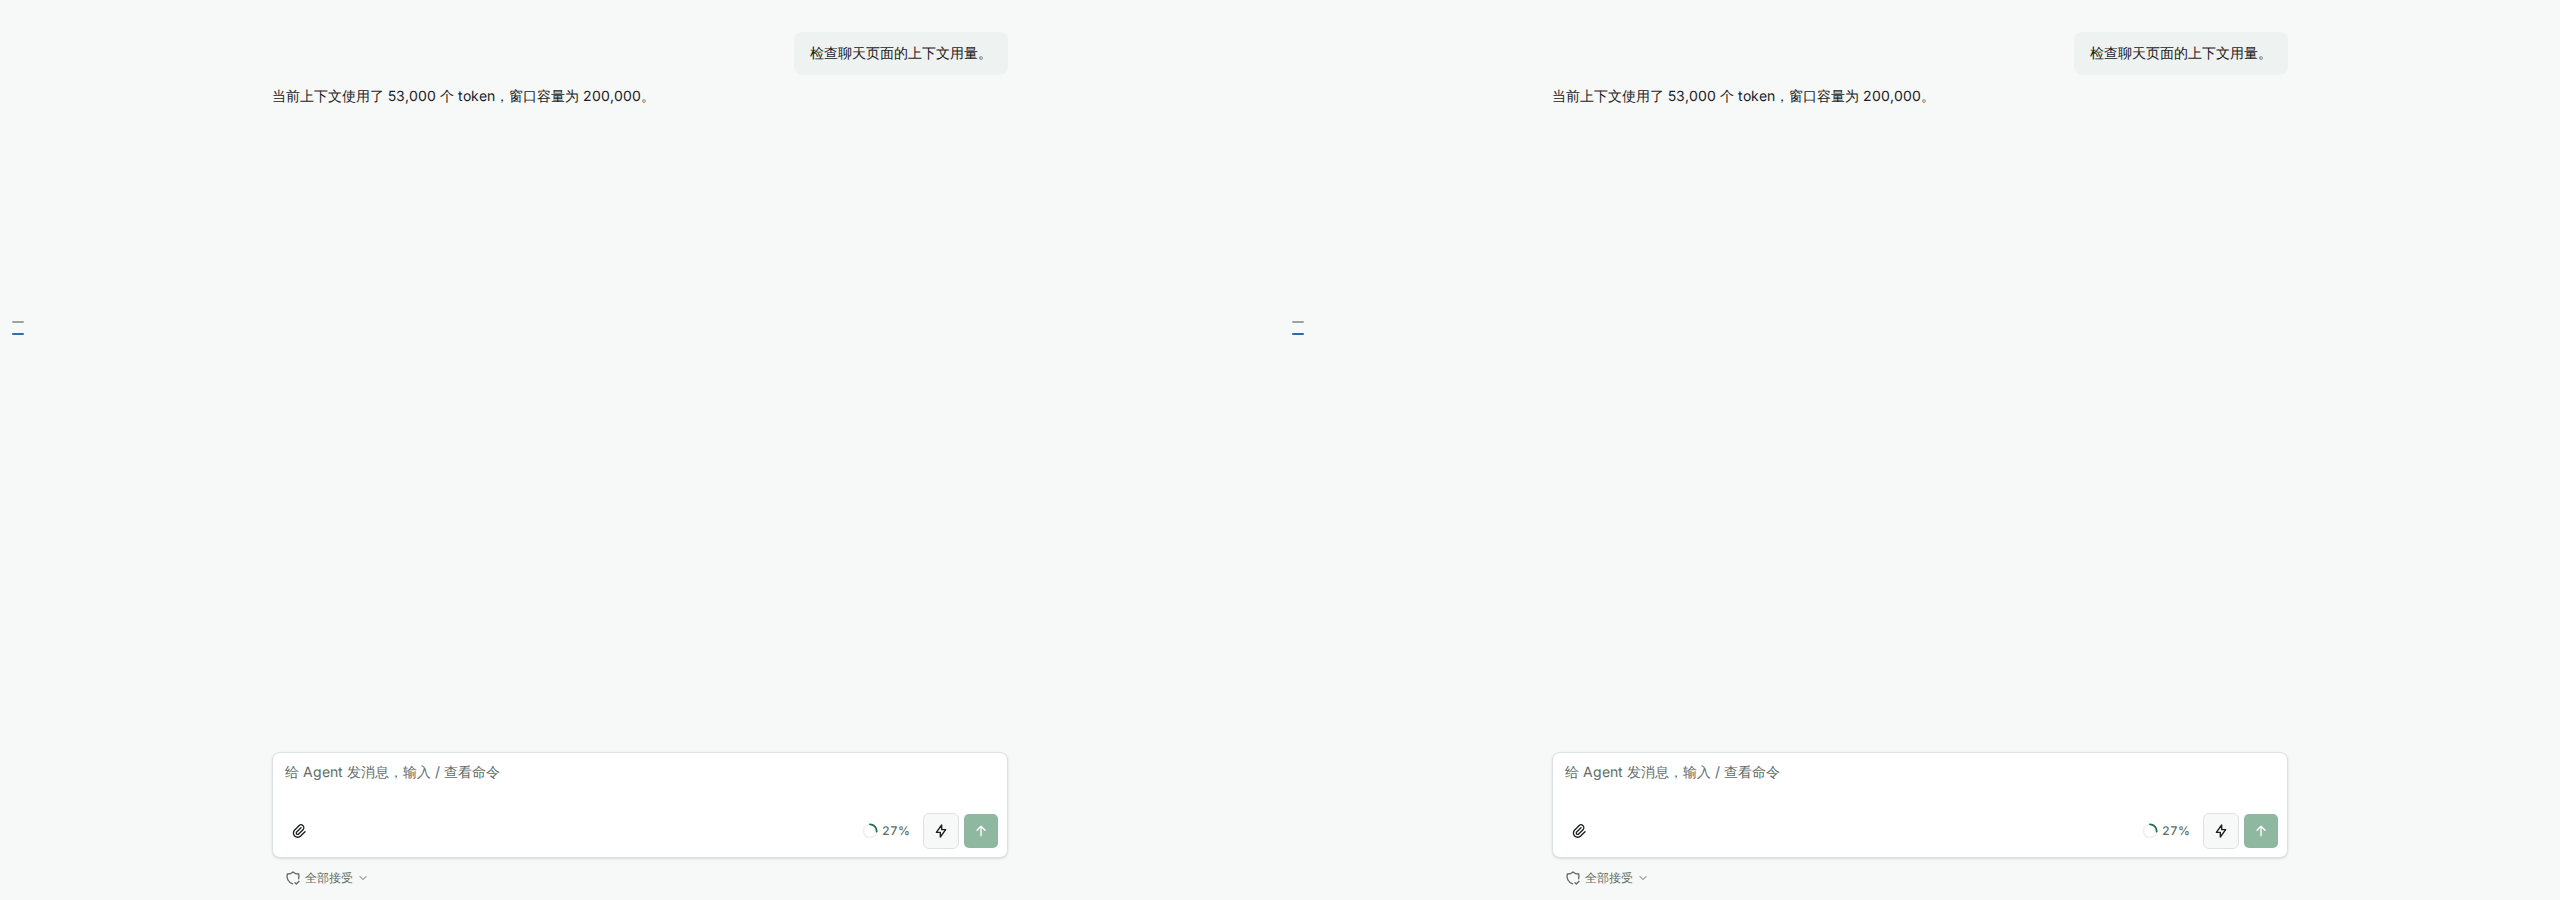 检查聊天页面的上下文用量。
当前上下文使用了 53,000 个 token，窗口容量为 200,000。
给 Agent 发消息，输入 / 查看命令
27%
全部接受
检查聊天页面的上下文用量。
当前上下文使用了 53,000 个 token，窗口容量为 200,000。
给 Agent 发消息，输入 / 查看命令
27%
全部接受